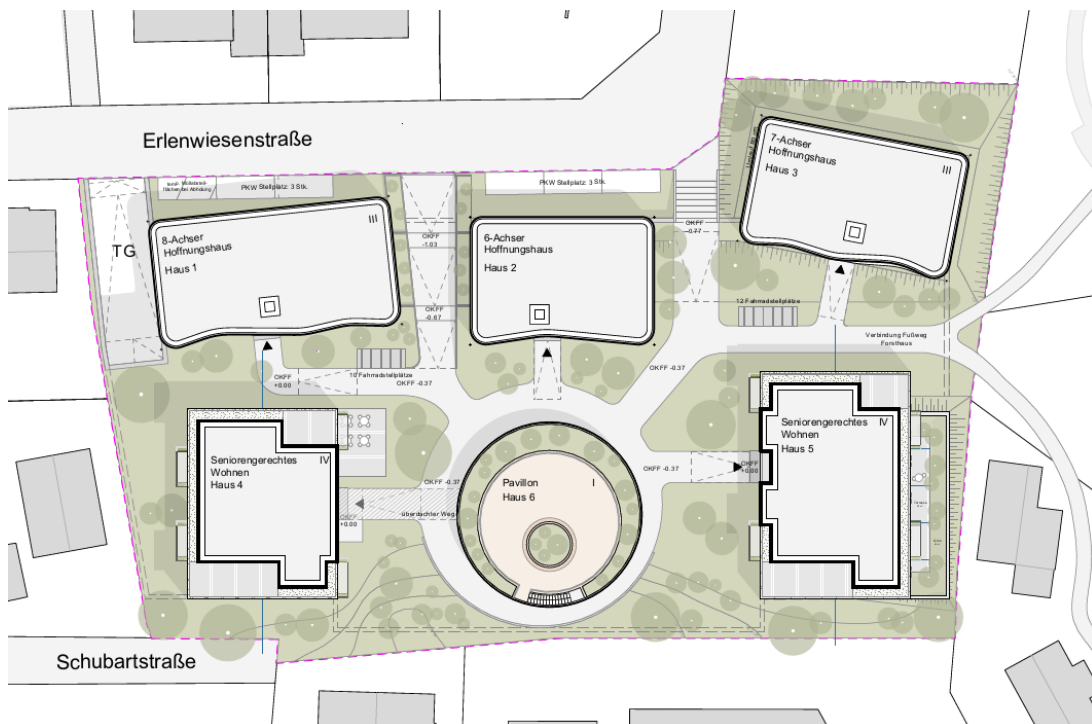 Erlenwiesenstraße
PKW Stellplatz: 3 Stk.
PKW Stellplatz: 3 Stk.
TG
8-Achser
Hoffnungshaus
Haus 1
III
OKFF
-1.03
OKFF
-0.67
6-Achser
Hoffnungshaus
Haus 2
OKFF
-0.77
7-Achser
Hoffnungshaus
Haus 3
III
12 Fahrradstellplätze
Verbindung Fußweg
Forsthaus
OKFF
+0.00
10 Fahrradstellplätze
OKFF -0.37
OKFF -0.37
Seniorengerechtes
Wohnen
Haus 4
IV
OKFF -0.37
überdachter Weg
OKFF
+0.00
Pavillon
Haus 6
I
OKFF -0.37
OKFF
+0.00
Seniorengerechtes
Wohnen
Haus 5
IV
Schubartstraße